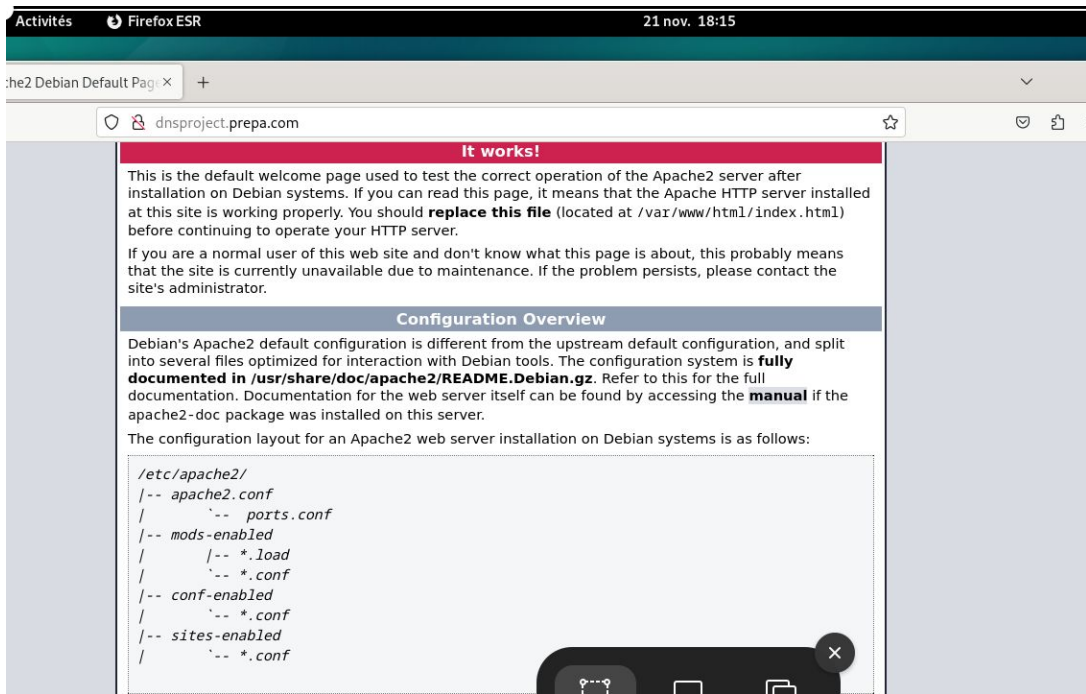 Activités Firefox ESR 21 nov. 18:15
che2 Debian Default Pag
dnsproject.prepa.com
It works!
This is the default welcome page used to test the correct operation of the Apache2 server after
installation on Debian systems. If you can read this page, it means that the Apache HTTP server installed
at this site is working properly. You should replace this file (located at /var/www/html/index.html)
before continuing to operate your HTTP server.
If you are a normal user of this web site and don't know what this page is about, this probably means
that the site is currently unavailable due to maintenance. If the problem persists, please contact the
site's administrator.
Configuration Overview
Debian's Apache2 default configuration is different from the upstream default configuration, and split
into several files optimized for interaction with Debian tools. The configuration system is fully
documented in /usr/share/doc/apache2/README.Debian.gz. Refer to this for the full
documentation. Documentation for the web server itself can be found by accessing the manual if the
apache2-doc package was installed on this server.
The configuration layout for an Apache2 web server installation on Debian systems is as follows:
/etc/apache2/
|-- apache2.conf
|       `--  ports.conf
|-- mods-enabled
|       |-- *.load
|       `-- *.conf
|-- conf-enabled
|       `-- *.conf
|-- sites-enabled
|       `-- *.conf